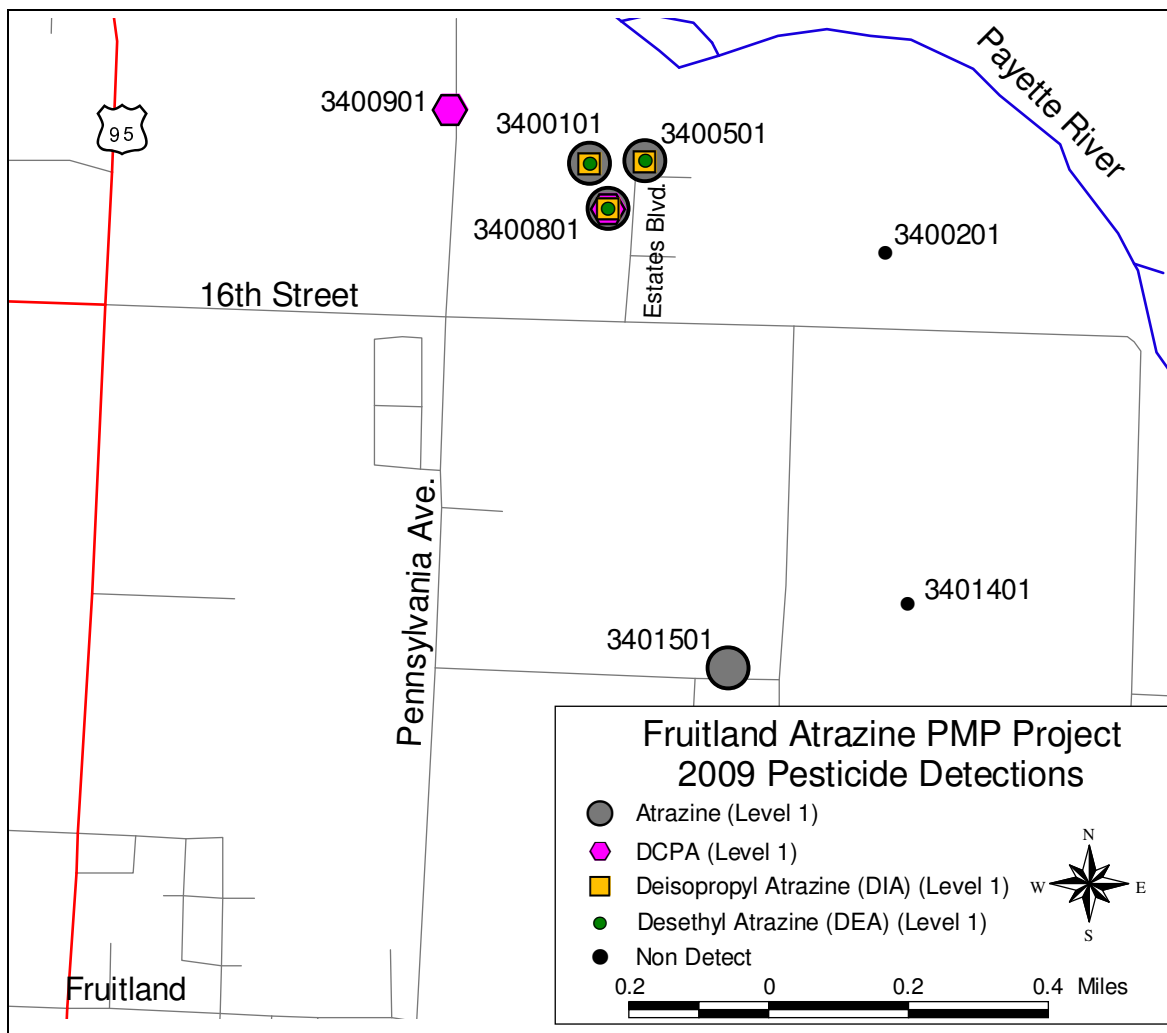 Payette River
95
3400901
3400101
3400501
3400801
Estates Blvd.
3400201
16th Street
Pennsylvania Ave.
3401401
3401501
Fruitland
Fruitland Atrazine PMP Project
2009 Pesticide Detections
Atrazine (Level 1)
DCPA (Level 1)
Deisopropyl Atrazine (DIA) (Level 1)
Desethyl Atrazine (DEA) (Level 1)
Non Detect
N
W E
S
0.2 0 0.2 0.4 Miles